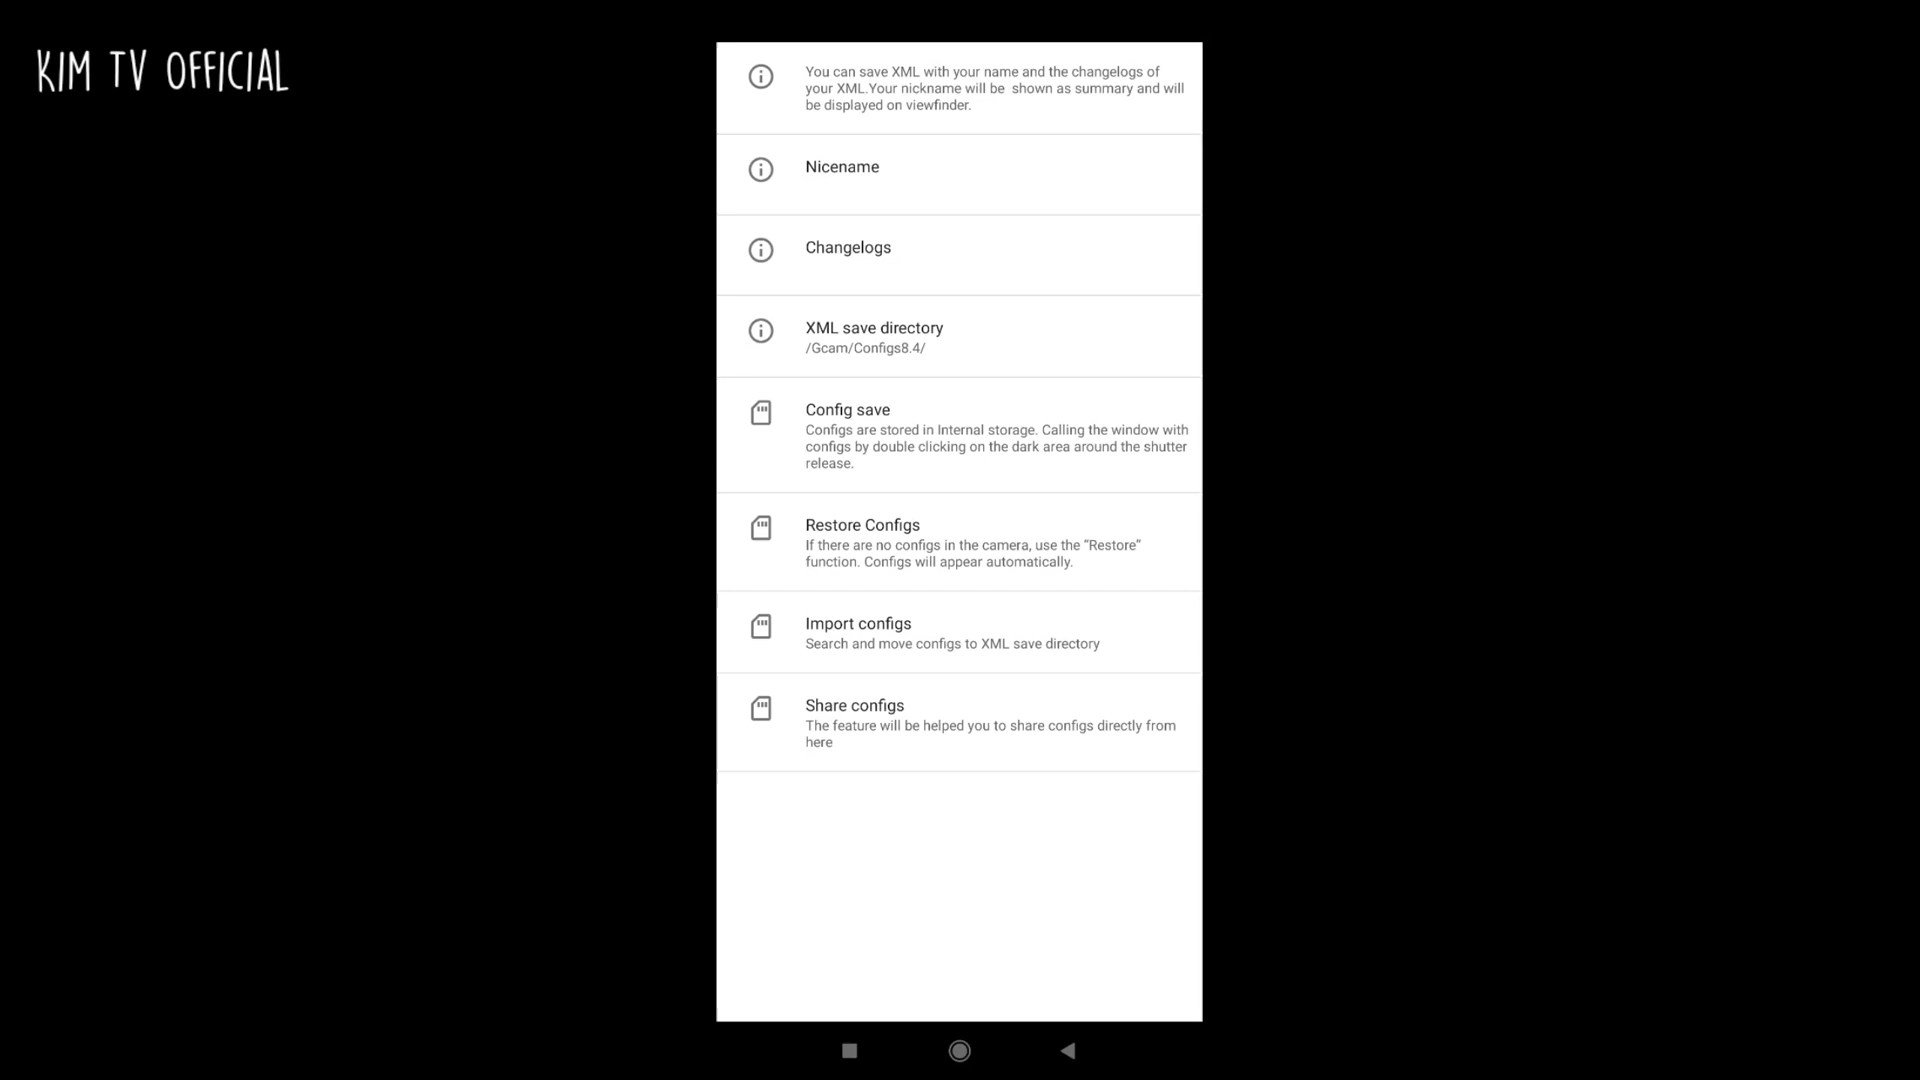 KIM TV OFFICIAL
You can save XML with your name and the changelogs of
your XML.Your nickname will be  shown as summary and will
be displayed on viewfinder.
Nicename
Changelogs
XML save directory
/Gcam/Configs8.4/
Config save
Configs are stored in Internal storage. Calling the window with
configs by double clicking on the dark area around the shutter
release.
Restore Configs
If there are no configs in the camera, use the “Restore”
function. Configs will appear automatically.
Import configs
Search and move configs to XML save directory
Share configs
The feature will be helped you to share configs directly from
here